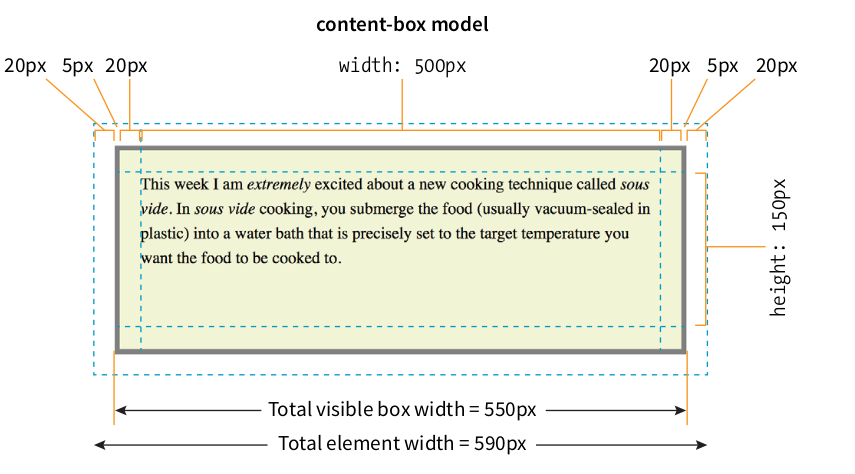 content-box model
20px 5px 20px width: 500px 20px 5px 20px
This week I am extremely excited about a new cooking technique called sous
vide. In sous vide cooking, you submerge the food (usually vacuum-sealed in
plastic) into a water bath that is precisely set to the target temperature you
want the food to be cooked to.
height: 150px
Total visible box width = 550px
Total element width = 590px